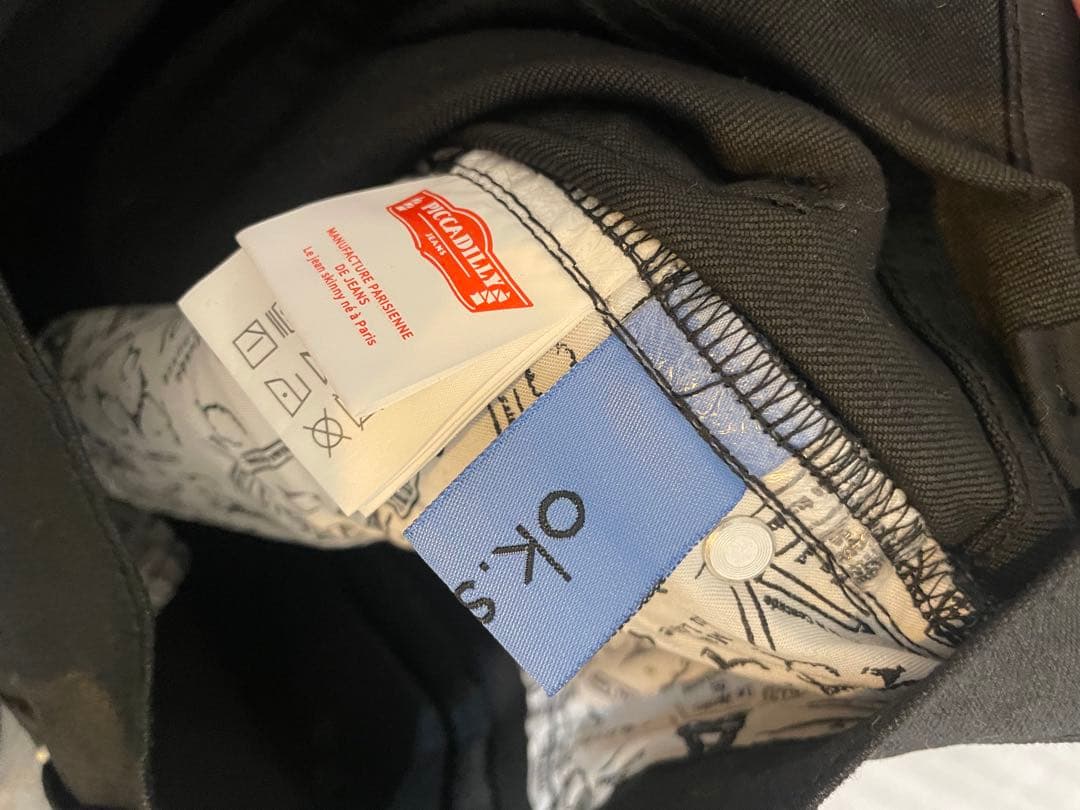 PICCADILLY
JEANS
MANUFACTURE PARISIENNE
DE JEANS
Le jean skinny né à Paris
ok.s